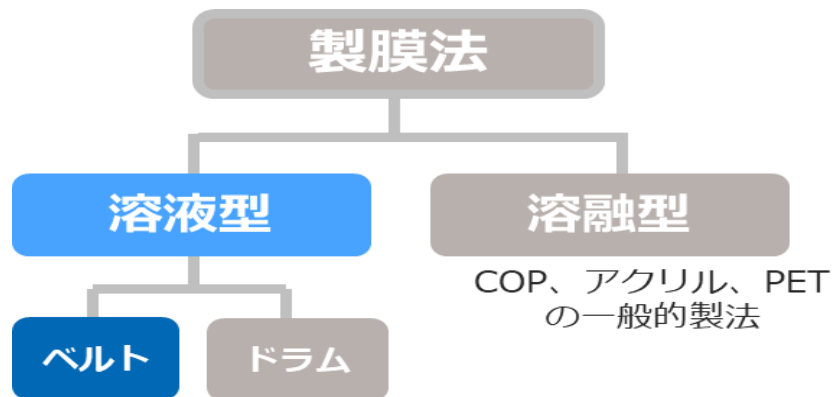 製膜法
溶液型
溶融型
COP、アクリル、PET
の一般的製法
ベルト
ドラム